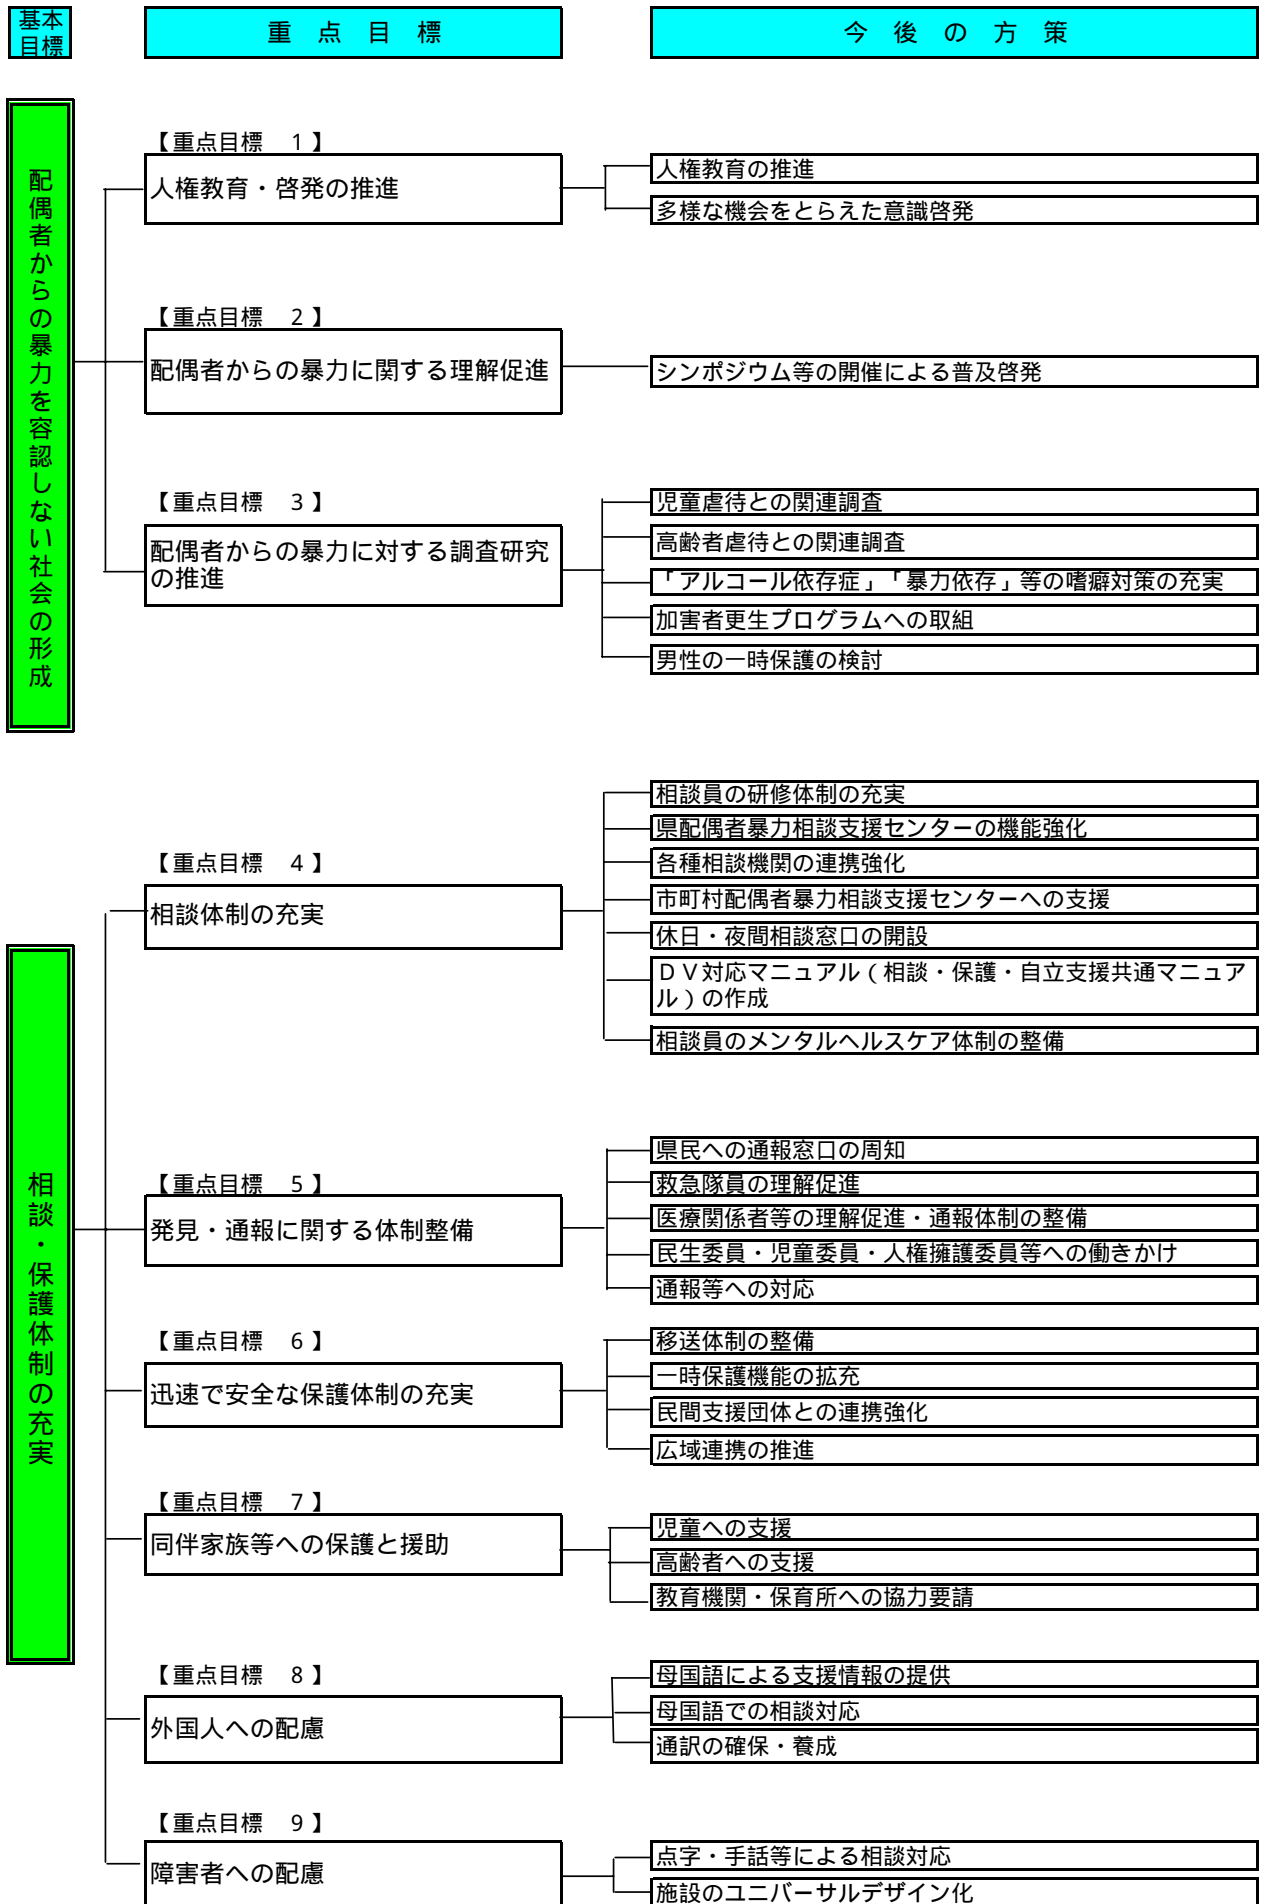 基本
目標
重点目標
今後の方策
配偶者からの暴力を容認しない社会の形成
【重点目標　1】
人権教育・啓発の推進
人権教育の推進
多様な機会をとらえた意識啓発
【重点目標　2】
配偶者からの暴力に関する理解促進
シンポジウム等の開催による普及啓発
【重点目標　3】
配偶者からの暴力に対する調査研究
の推進
児童虐待との関連調査
高齢者虐待との関連調査
「アルコール依存症」「暴力依存」等の嗜癖対策の充実
加害者更生プログラムへの取組
男性の一時保護の検討
相談・保護体制の充実
【重点目標　4】
相談体制の充実
相談員の研修体制の充実
県配偶者暴力相談支援センターの機能強化
各種相談機関の連携強化
市町村配偶者暴力相談支援センターへの支援
休日・夜間相談窓口の開設
ＤＶ対応マニュアル（相談・保護・自立支援共通マニュア
ル）の作成
相談員のメンタルヘルスケア体制の整備
【重点目標　5】
発見・通報に関する体制整備
県民への通報窓口の周知
救急隊員の理解促進
医療関係者等の理解促進・通報体制の整備
民生委員・児童委員・人権擁護委員等への働きかけ
通報等への対応
【重点目標　6】
迅速で安全な保護体制の充実
移送体制の整備
一時保護機能の拡充
民間支援団体との連携強化
広域連携の推進
【重点目標　7】
同伴家族等への保護と援助
児童への支援
高齢者への支援
教育機関・保育所への協力要請
【重点目標　8】
外国人への配慮
母国語による支援情報の提供
母国語での相談対応
通訳の確保・養成
【重点目標　9】
障害者への配慮
点字・手話等による相談対応
施設のユニバーサルデザイン化